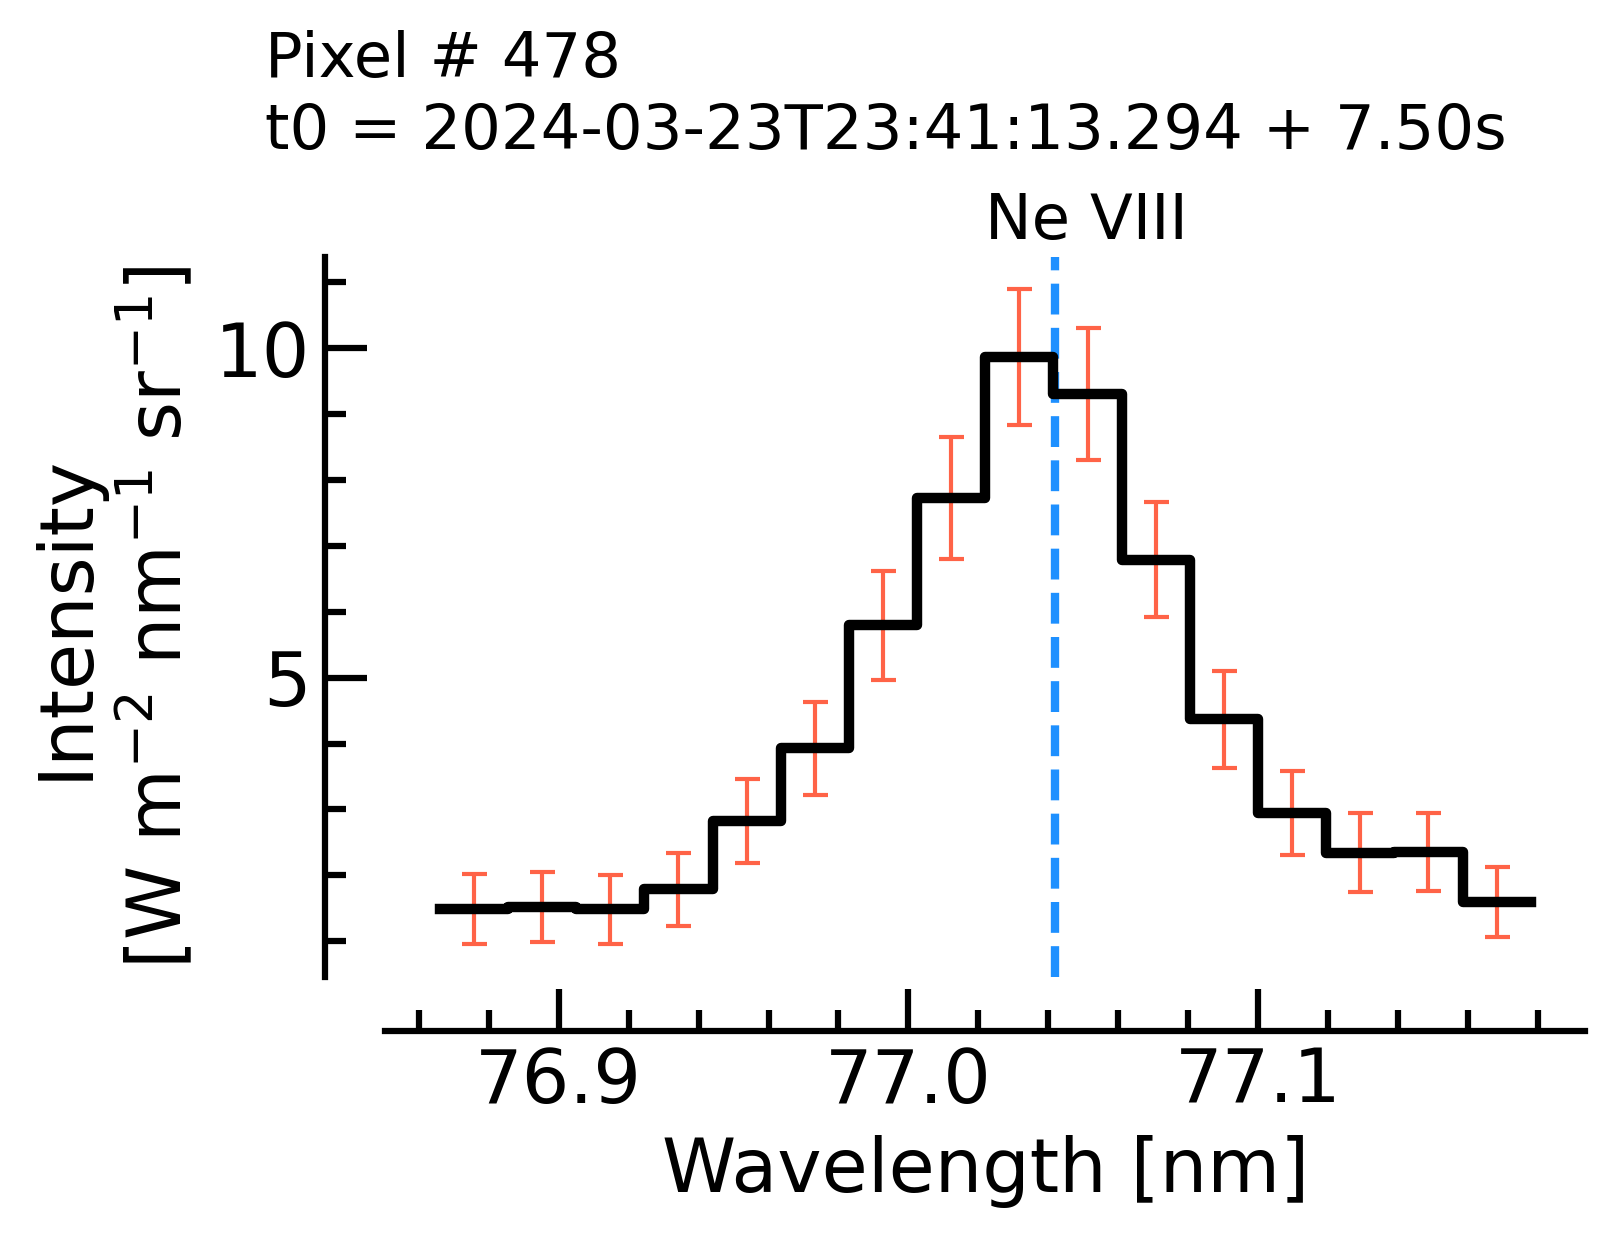 Pixel # 478
t0 = 2024-03-23T23:41:13.294 + 7.50s
Ne VIII
Intensity
[W m⁻² nm⁻¹ sr⁻¹]
10
5
76.9 77.0 77.1
Wavelength [nm]